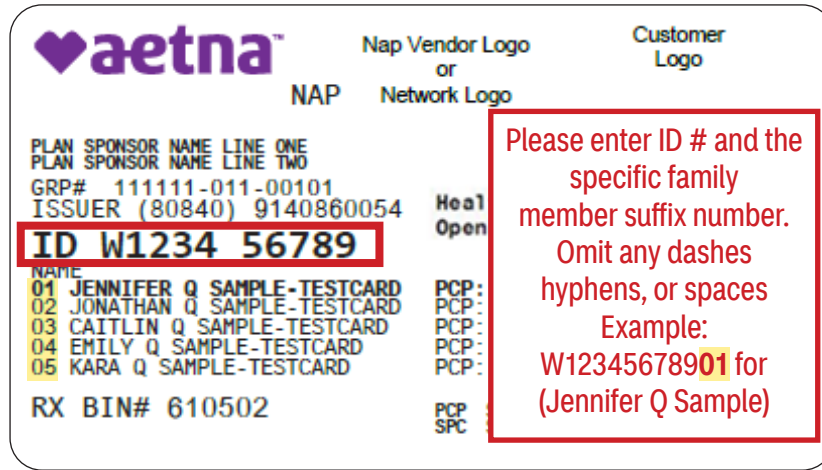 aetna™
Nap Vendor Logo
or
Network Logo
Customer
Logo
NAP
PLAN SPONSOR NAME LINE ONE
PLAN SPONSOR NAME LINE TWO
GRP# 111111-011-00101
ISSUER (80840) 9140860054
ID W1234 56789
NAME
01 JENNIFER Q SAMPLE-TESTCARD
02 JONATHAN Q SAMPLE-TESTCARD
03 CAITLIN Q SAMPLE-TESTCARD
04 EMILY Q SAMPLE-TESTCARD
05 KARA Q SAMPLE-TESTCARD
RX BIN# 610502
Heal
Open
PCP:
PCP:
PCP:
PCP:
PCP:
PCP
SPC
Please enter ID # and the
specific family
member suffix number.
Omit any dashes
hyphens, or spaces
Example:
W12345678901 for
(Jennifer Q Sample)